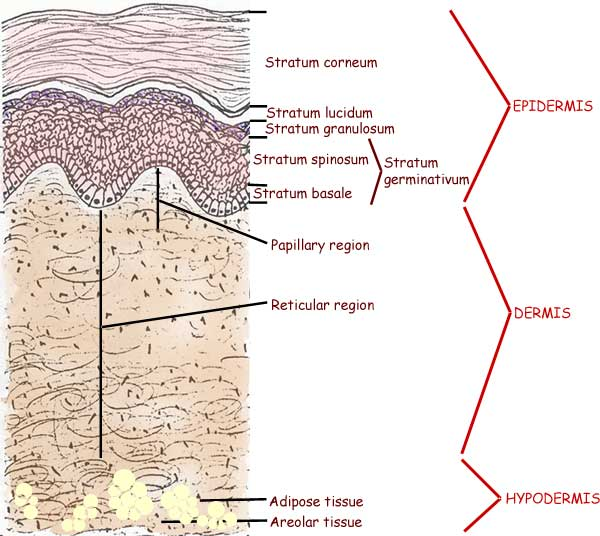 Stratum corneum
Stratum lucidum
EPIDERMIS
Stratum granulosum
Stratum spinosum
Stratum
germinativum
Stratum basale
Papillary region
Reticular region
DERMIS
Adipose tissue
HYPODERMIS
Areolar tissue